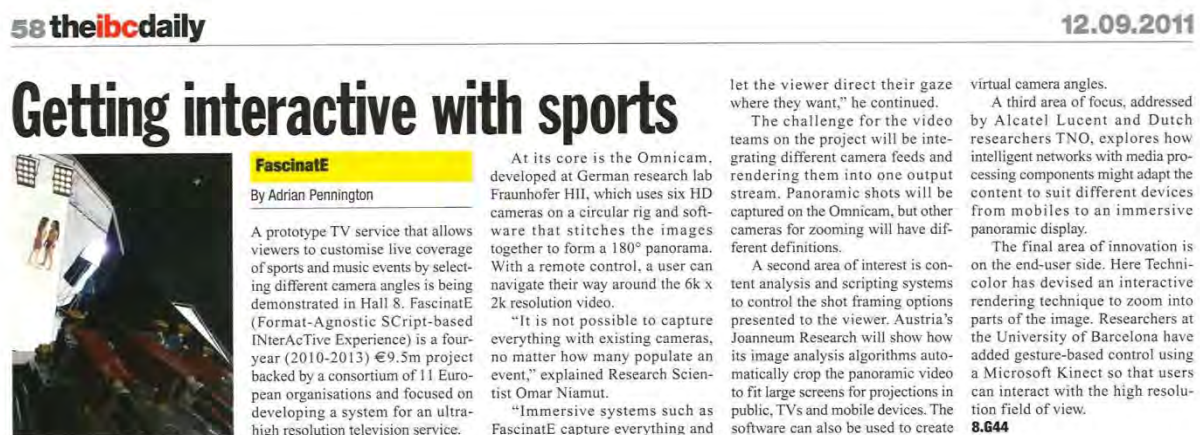 58 theibcdaily
12.09.2011
Getting interactive with sports
FascinatE
By Adrian Pennington
A prototype TV service that allows
viewers to customise live coverage
of sports and music events by select-
ing different camera angles is being
demonstrated in Hall 8. FascinatE
(Format-Agnostic SCript-based
INterAcTive Experience) is a four-
year (2010-2013) €9.5m project
backed by a consortium of 11 Euro-
pean organisations and focused on
developing a system for an ultra-
high resolution television service.
At its core is the Omnicam,
developed at German research lab
Fraunhofer HII, which uses six HD
cameras on a circular rig and soft-
ware that stitches the images
together to form a 180° panorama.
With a remote control, a user can
navigate their way around the 6k x
2k resolution video.
"It is not possible to capture
everything with existing cameras,
no matter how many populate an
event," explained Research Scien-
tist Omar Niamut.
"Immersive systems such as
FascinatE capture everything and
let the viewer direct their gaze
where they want," he continued.
The challenge for the video
teams on the project will be inte-
grating different camera feeds and
rendering them into one output
stream. Panoramic shots will be
captured on the Omnicam, but other
cameras for zooming will have dif-
ferent definitions.
A second area of interest is con-
tent analysis and scripting systems
to control the shot framing options
presented to the viewer. Austria's
Joanneum Research will show how
its image analysis algorithms auto-
matically crop the panoramic video
to fit large screens for projections in
public, TVs and mobile devices. The
software can also be used to create
virtual camera angles.
A third area of focus, addressed
by Alcatel Lucent and Dutch
researchers TNO, explores how
intelligent networks with media pro-
cessing components might adapt the
content to suit different devices
from mobiles to an immersive
panoramic display.
The final area of innovation is
on the end-user side. Here Techni-
color has devised an interactive
rendering technique to zoom into
parts of the image. Researchers at
the University of Barcelona have
added gesture-based control using
a Microsoft Kinect so that users
can interact with the high resolu-
tion field of view.
8.G44